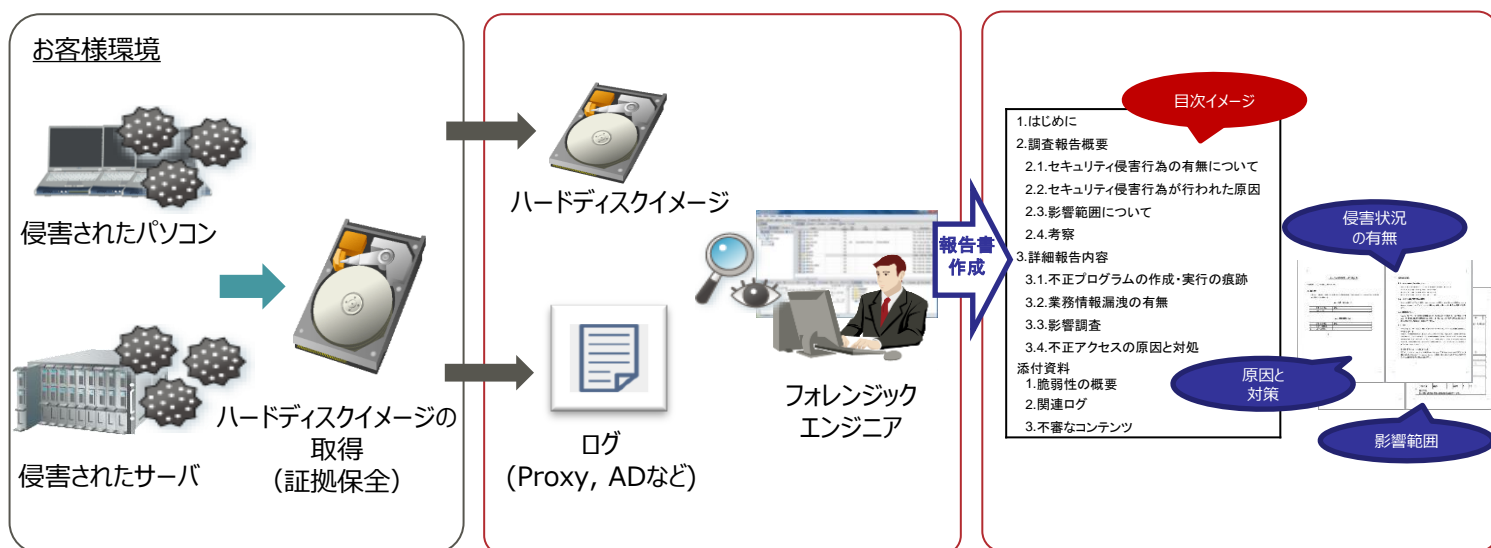 お客様環境
侵害されたパソコン
侵害されたサーバ
ハードディスクイメージの
取得
(証拠保全)
ハードディスクイメージ
ログ
(Proxy, ADなど)
フォレンジック
エンジニア
報告書
作成
目次イメージ
1.はじめに
2.調査報告概要
2.1.セキュリティ侵害行為の有無について
2.2.セキュリティ侵害行為が行われた原因
2.3.影響範囲について
2.4.考察
3.詳細報告内容
3.1.不正プログラムの作成・実行の痕跡
3.2.業務情報漏洩の有無
3.3.影響調査
3.4.不正アクセスの原因と対処
添付資料
1.脆弱性の概要
2.関連ログ
3.不審なコンテンツ
侵害状況
の有無
原因と
対策
影響範囲